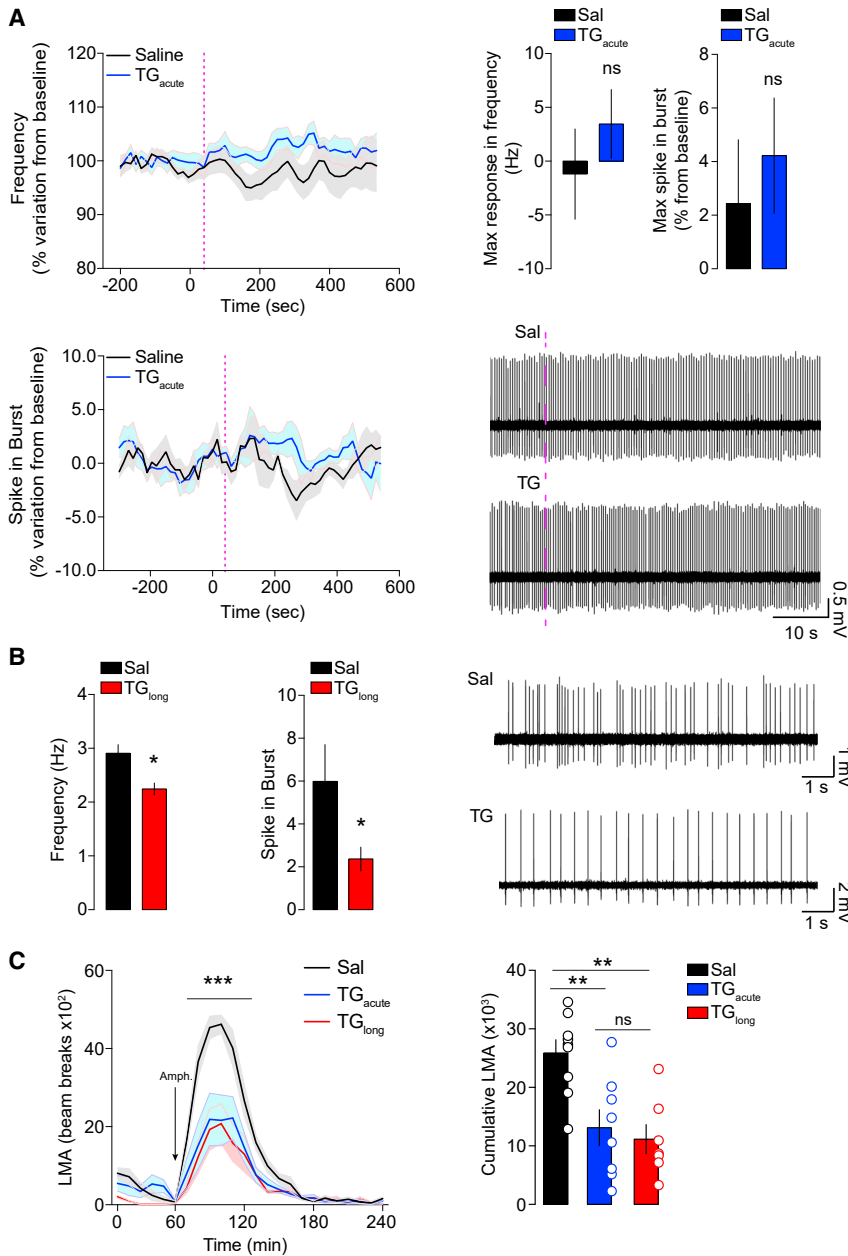 A
Saline
TGacute
Frequency
(% variation from baseline)
120
110
100
90
80
-200
0
200
400
600
Time (sec)
Sal
TGacute
Max response in frequency
(Hz)
10
5
0
-5
-10
ns
Sal
TGacute
Max spike in burst
(% from baseline)
8
6
4
2
0
ns
Saline
TGacute
Spike in Burst
(% variation from baseline)
10.0
5.0
0.0
-5.0
-10.0
-200
0
200
400
600
Time (sec)
Sal
TG
0.5 mV
10 s
B
Sal
TGlong
Frequency (Hz)
4
3
2
1
0
*
Sal
TGlong
Spike in Burst
10
8
6
4
2
0
*
Sal
1 mV
1 s
TG
2 mV
1 s
C
LMA (beam breaks x10²)
60
40
20
0
***
Amph.
Sal
TGacute
TGlong
0
60
120
180
240
Time (min)
Cumulative LMA (x10³)
40
30
20
10
0
**
**
ns
Sal
TGacute
TGlong